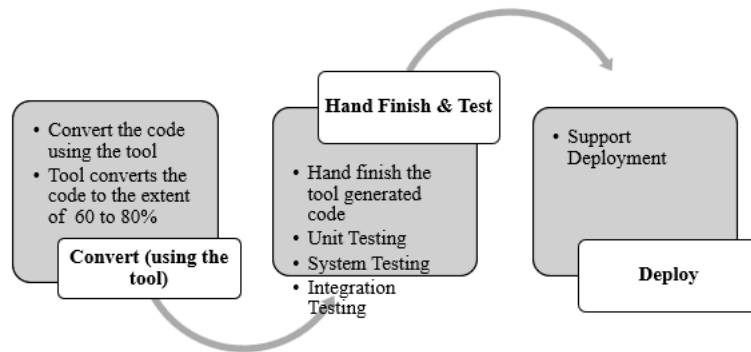 • Convert the code
using the tool
• Tool converts the
code to the extent
of 60 to 80%
Convert (using the
tool)
Hand Finish & Test
• Hand finish the
tool generated
code
• Unit Testing
• System Testing
• Integration
Testing
• Support
Deployment
Deploy